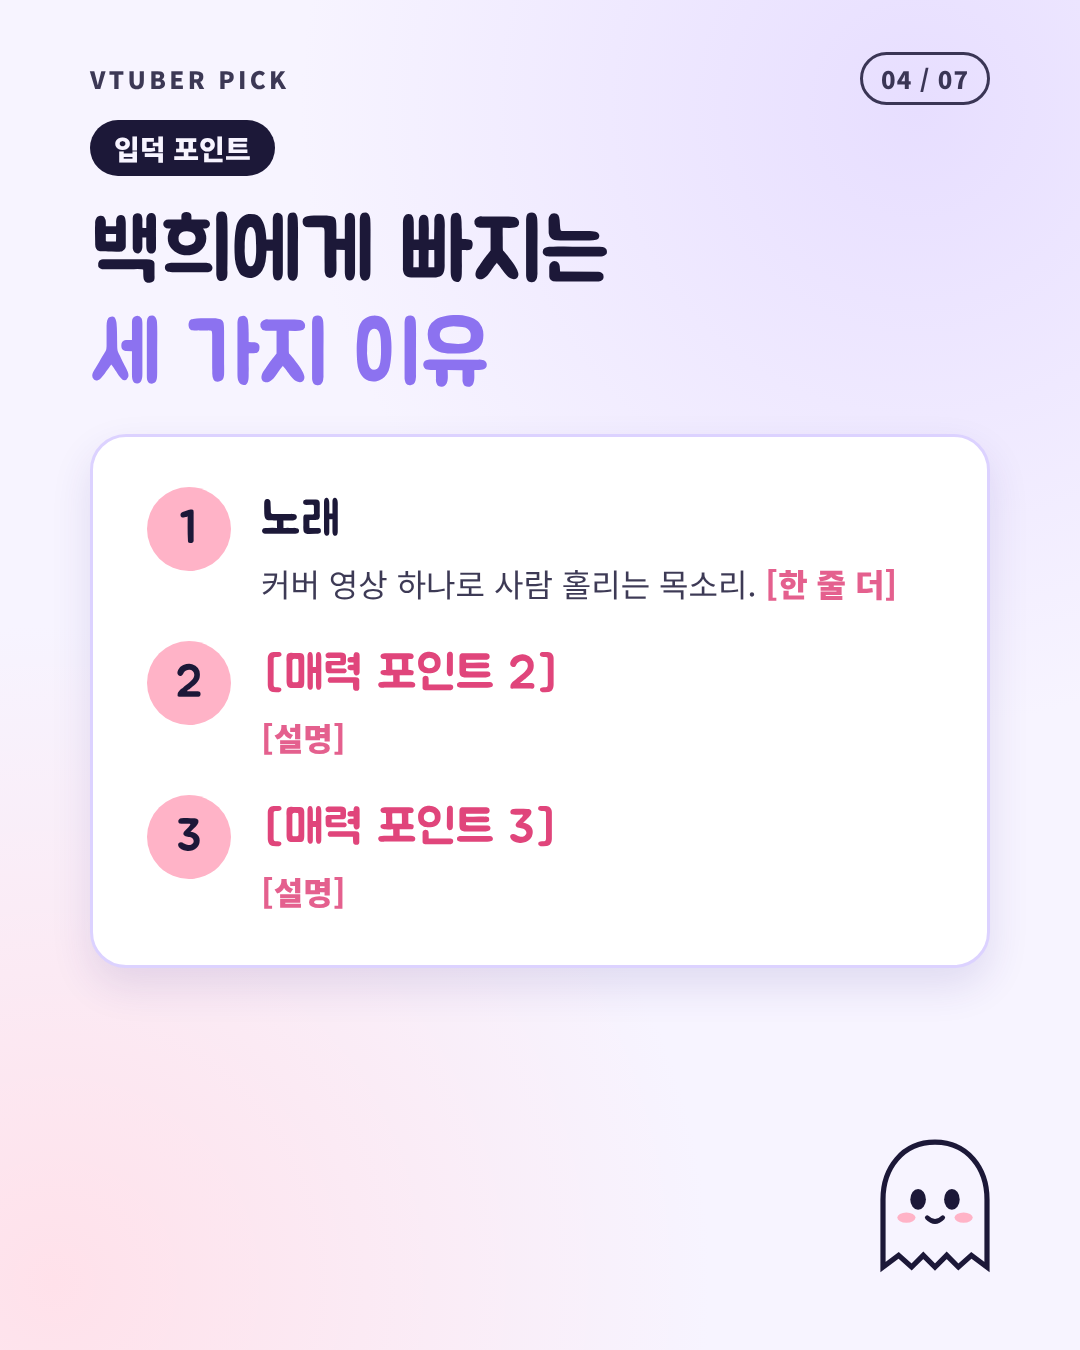 VTUBER PICK
04 / 07
입덕 포인트
백희에게 빠지는
세 가지 이유
1
노래
커버 영상 하나로 사람 홀리는 목소리. [한 줄 더]
2
[매력 포인트 2]
[설명]
3
[매력 포인트 3]
[설명]